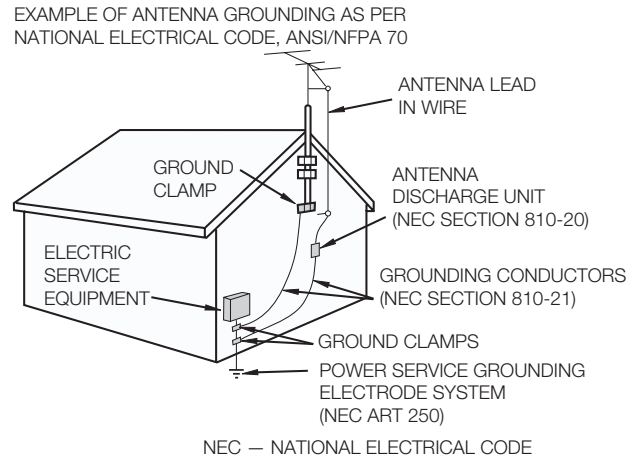 EXAMPLE OF ANTENNA GROUNDING AS PER
NATIONAL ELECTRICAL CODE, ANSI/NFPA 70
ANTENNA LEAD
IN WIRE
GROUND
CLAMP
ANTENNA
DISCHARGE UNIT
(NEC SECTION 810-20)
ELECTRIC
SERVICE
EQUIPMENT
GROUNDING CONDUCTORS
(NEC SECTION 810-21)
GROUND CLAMPS
POWER SERVICE GROUNDING
ELECTRODE SYSTEM
(NEC ART 250)
NEC — NATIONAL ELECTRICAL CODE